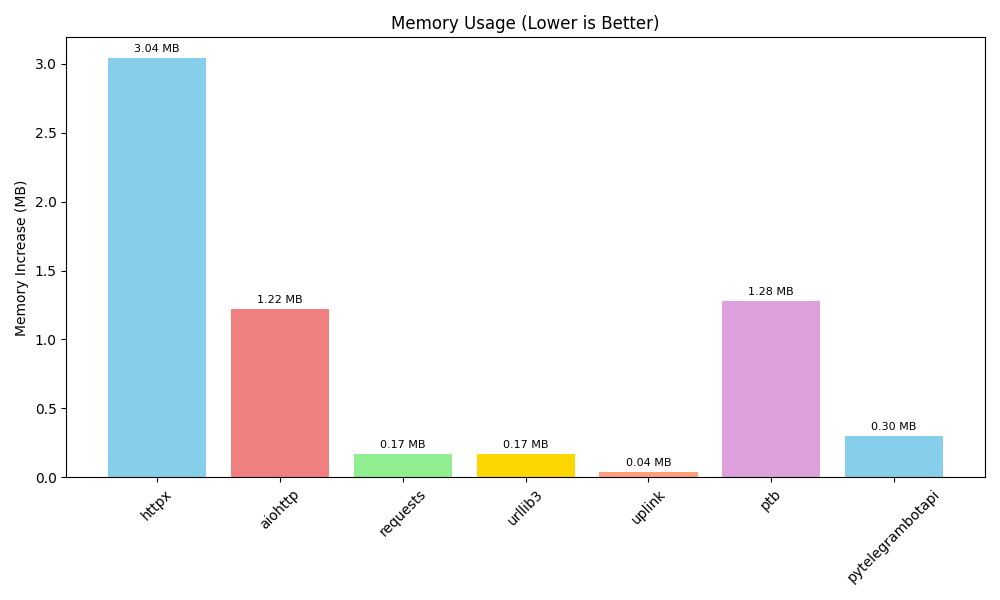 Memory Usage (Lower is Better)
Memory Increase (MB)
3.0
2.5
2.0
1.5
1.0
0.5
0.0
3.04 MB
1.22 MB
0.17 MB
0.17 MB
0.04 MB
1.28 MB
0.30 MB
httpx
aiohttp
requests
urllib3
uplink
ptb
pytelegrambotapi